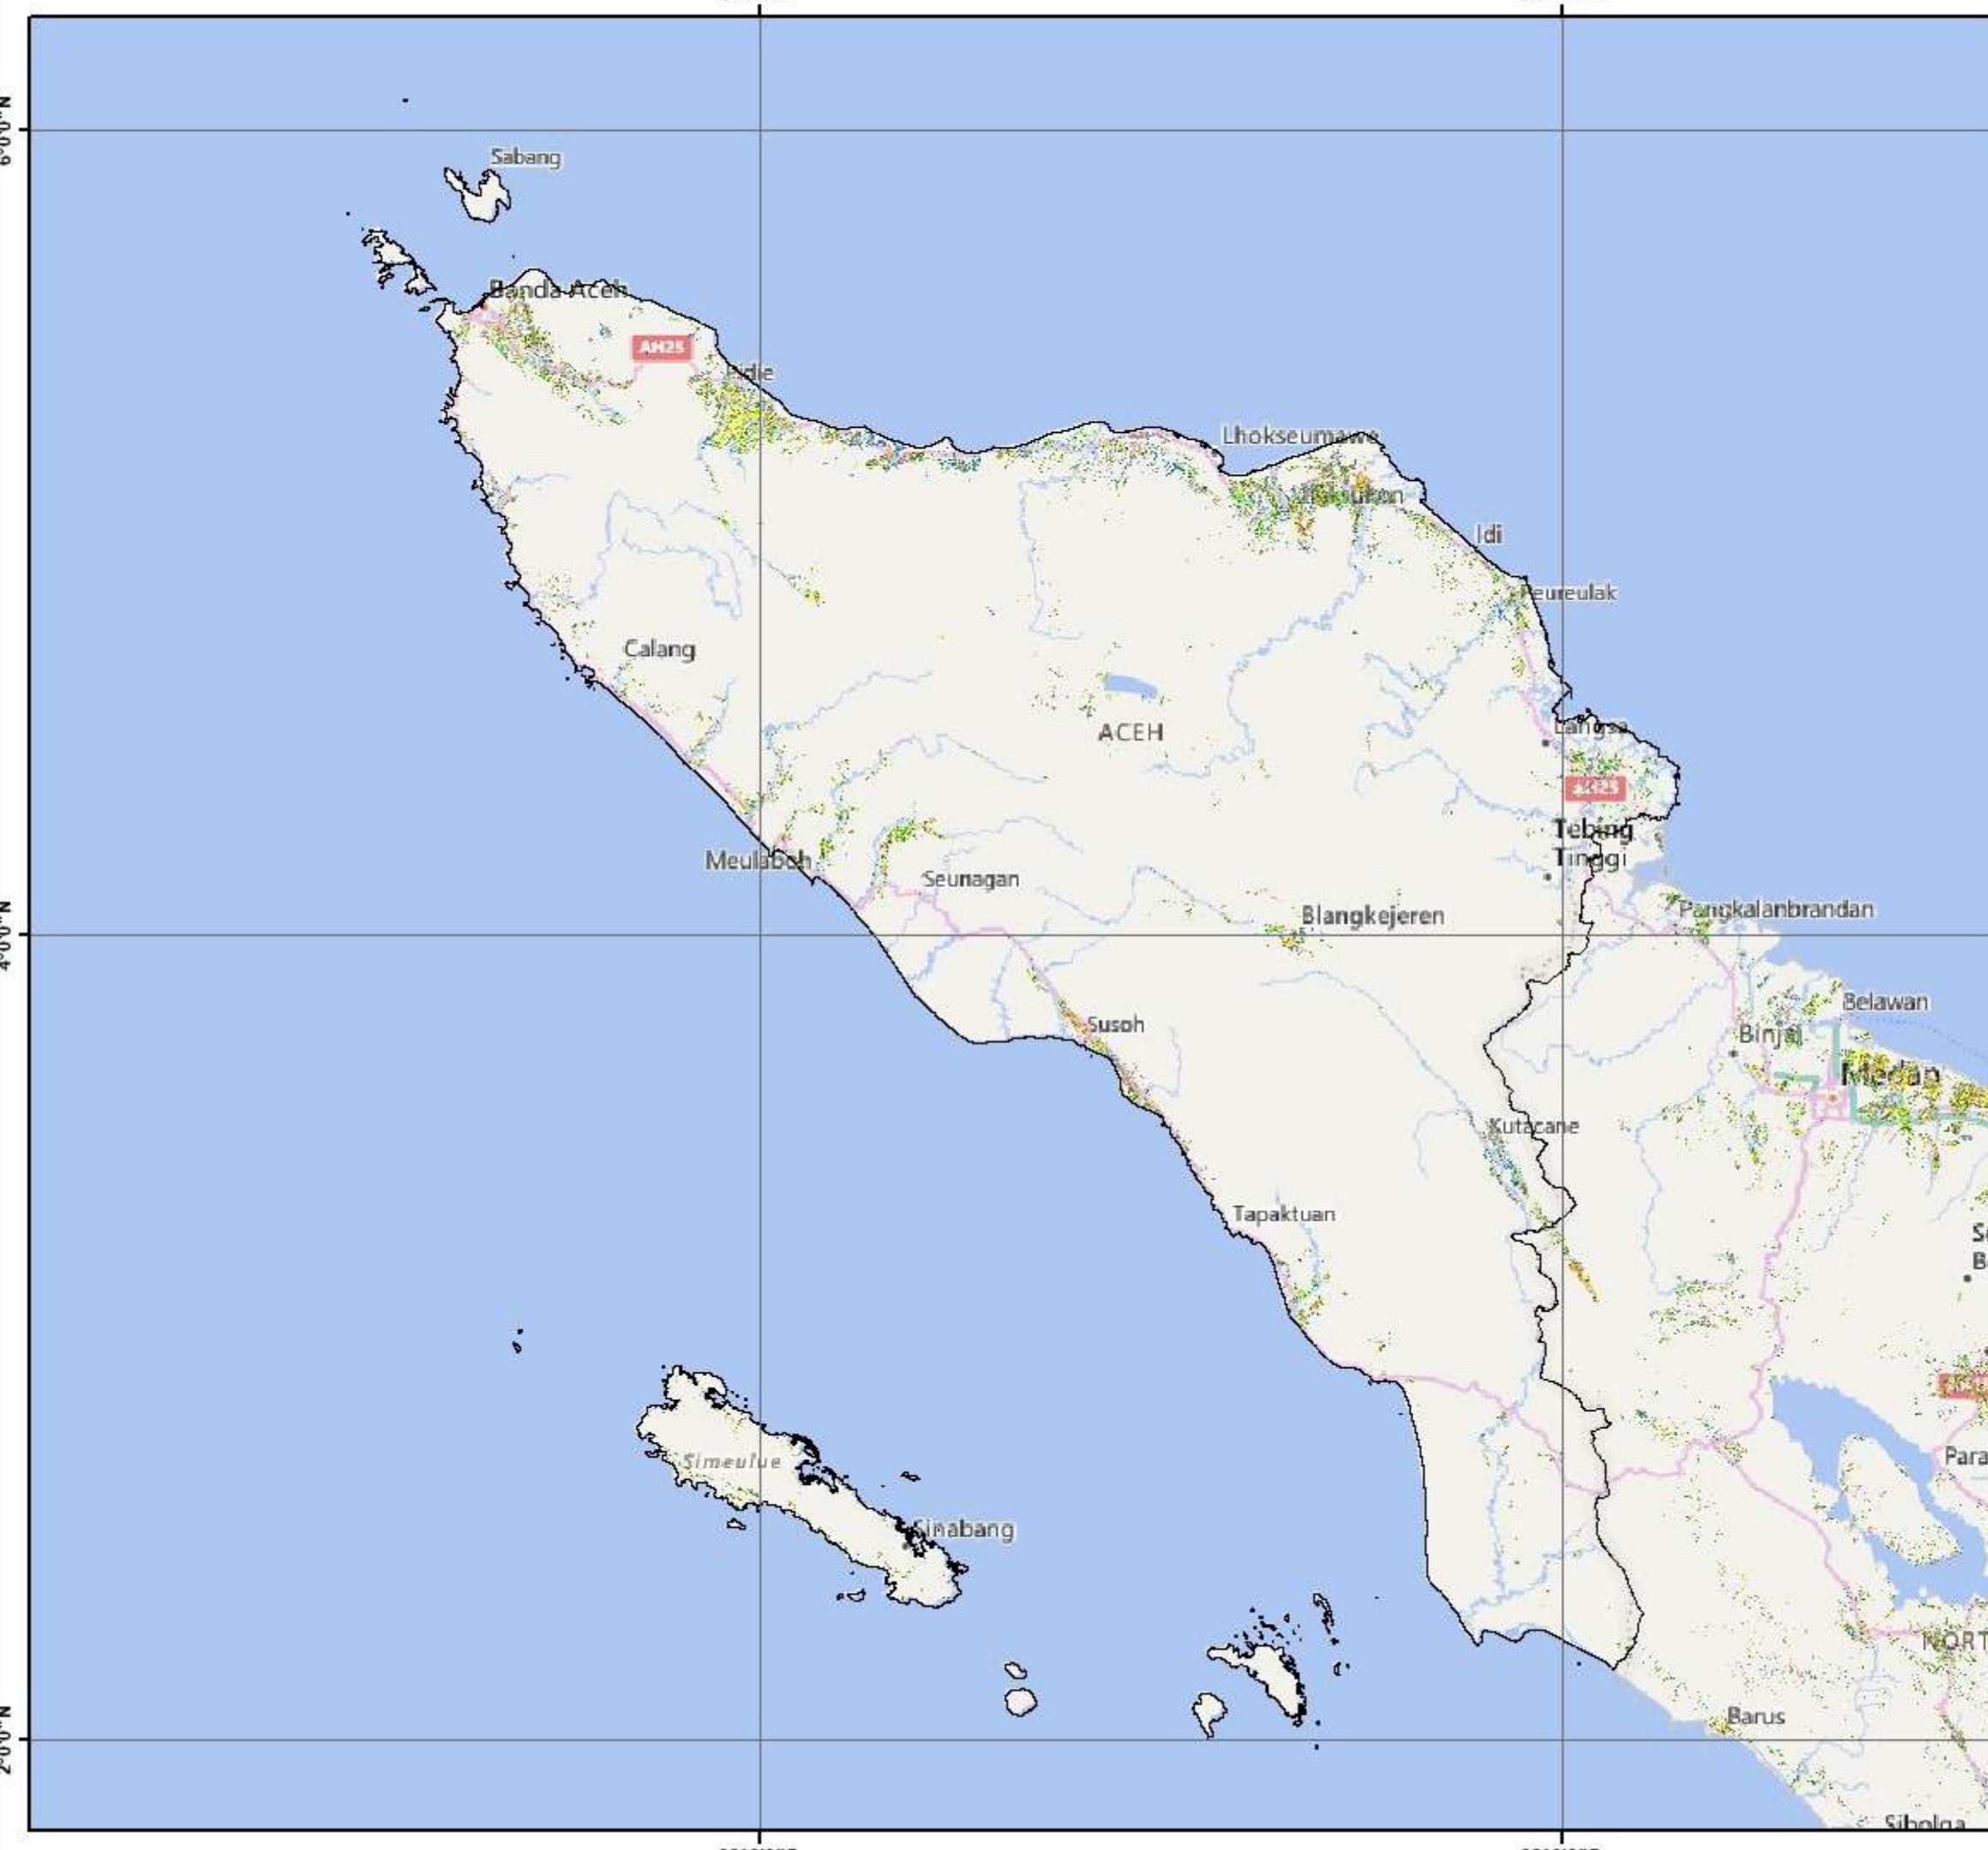 6°0'0"N
Sabang
Banda Aceh
AH25
Pidie
Lhokseumawe
Lhoksukon
Idi
Peureulak
Calang
ACEH
Langsa
AH25
Tebing
Tinggi
Meulaboh
Seunagan
Blangkejeren
Pangkalanbrandan
4°0'0"N
Belawan
Susoh
Binjai
Medan
Kutacane
Tapaktuan
Para
Simeulue
Sinabang
NORT
Barus
2°0'0"N
Sibolga